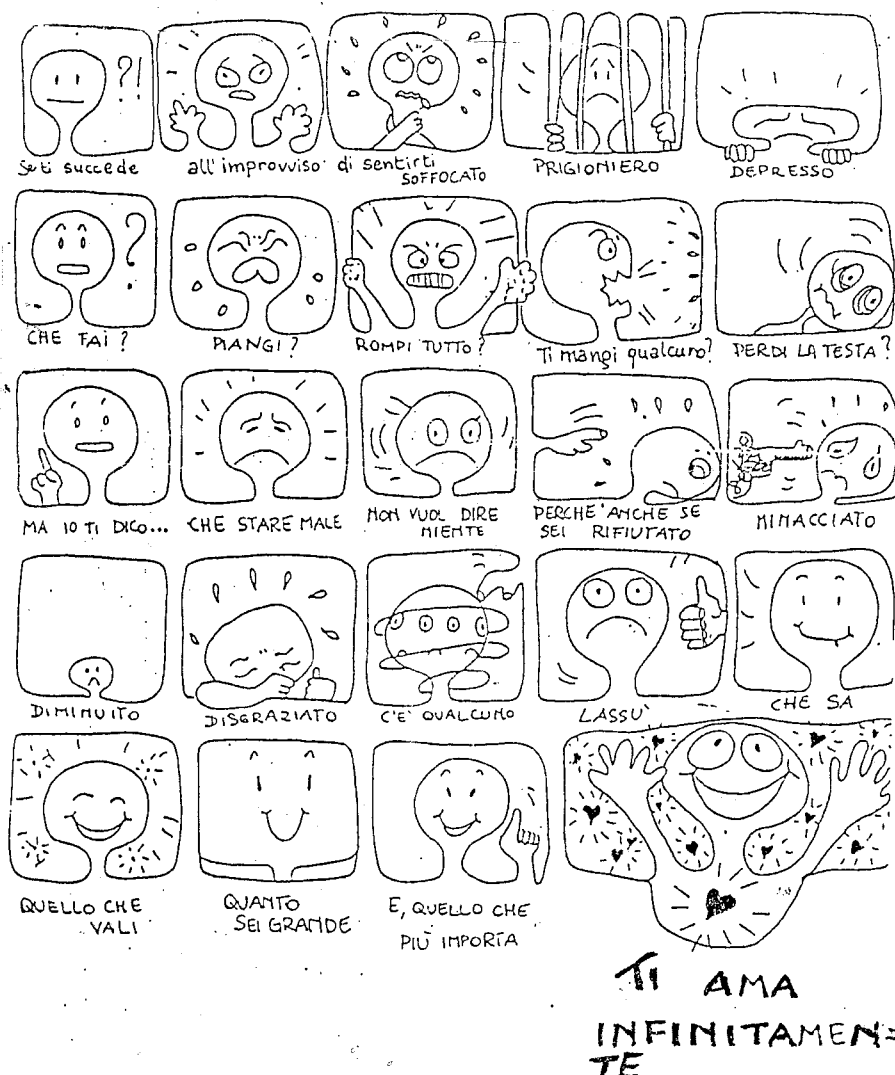 ?!
Se ti succede
all'improvviso
di sentirti
SOFFOCATO
PRIGIONIERO
DEPRESSO
?
CHE FAI?
PIANGI?
ROMPI TUTTO?
Ti mangi qualcuno?
PERDI LA TESTA?
MA IO TI DICO...
CHE STARE MALE
NON VUOL DIRE
NIENTE
PERCHE' ANCHE SE
SEI RIFIUTATO
MINACCIATO
DIMINUITO
DISGRAZIATO
C'E' QUALCUNO
LASSU'
CHE SA
QUELLO CHE
VALI
QUANTO
SEI GRANDE
E, QUELLO CHE
PIÙ IMPORTA
TI AMA
INFINITAMEN=
TE